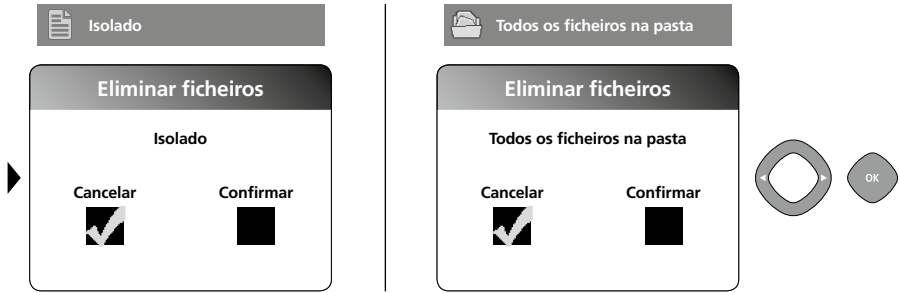 Isolado
Eliminar ficheiros
Isolado
Cancelar Confirmar
Todos os ficheiros na pasta
Eliminar ficheiros
Todos os ficheiros na pasta
Cancelar Confirmar
OK